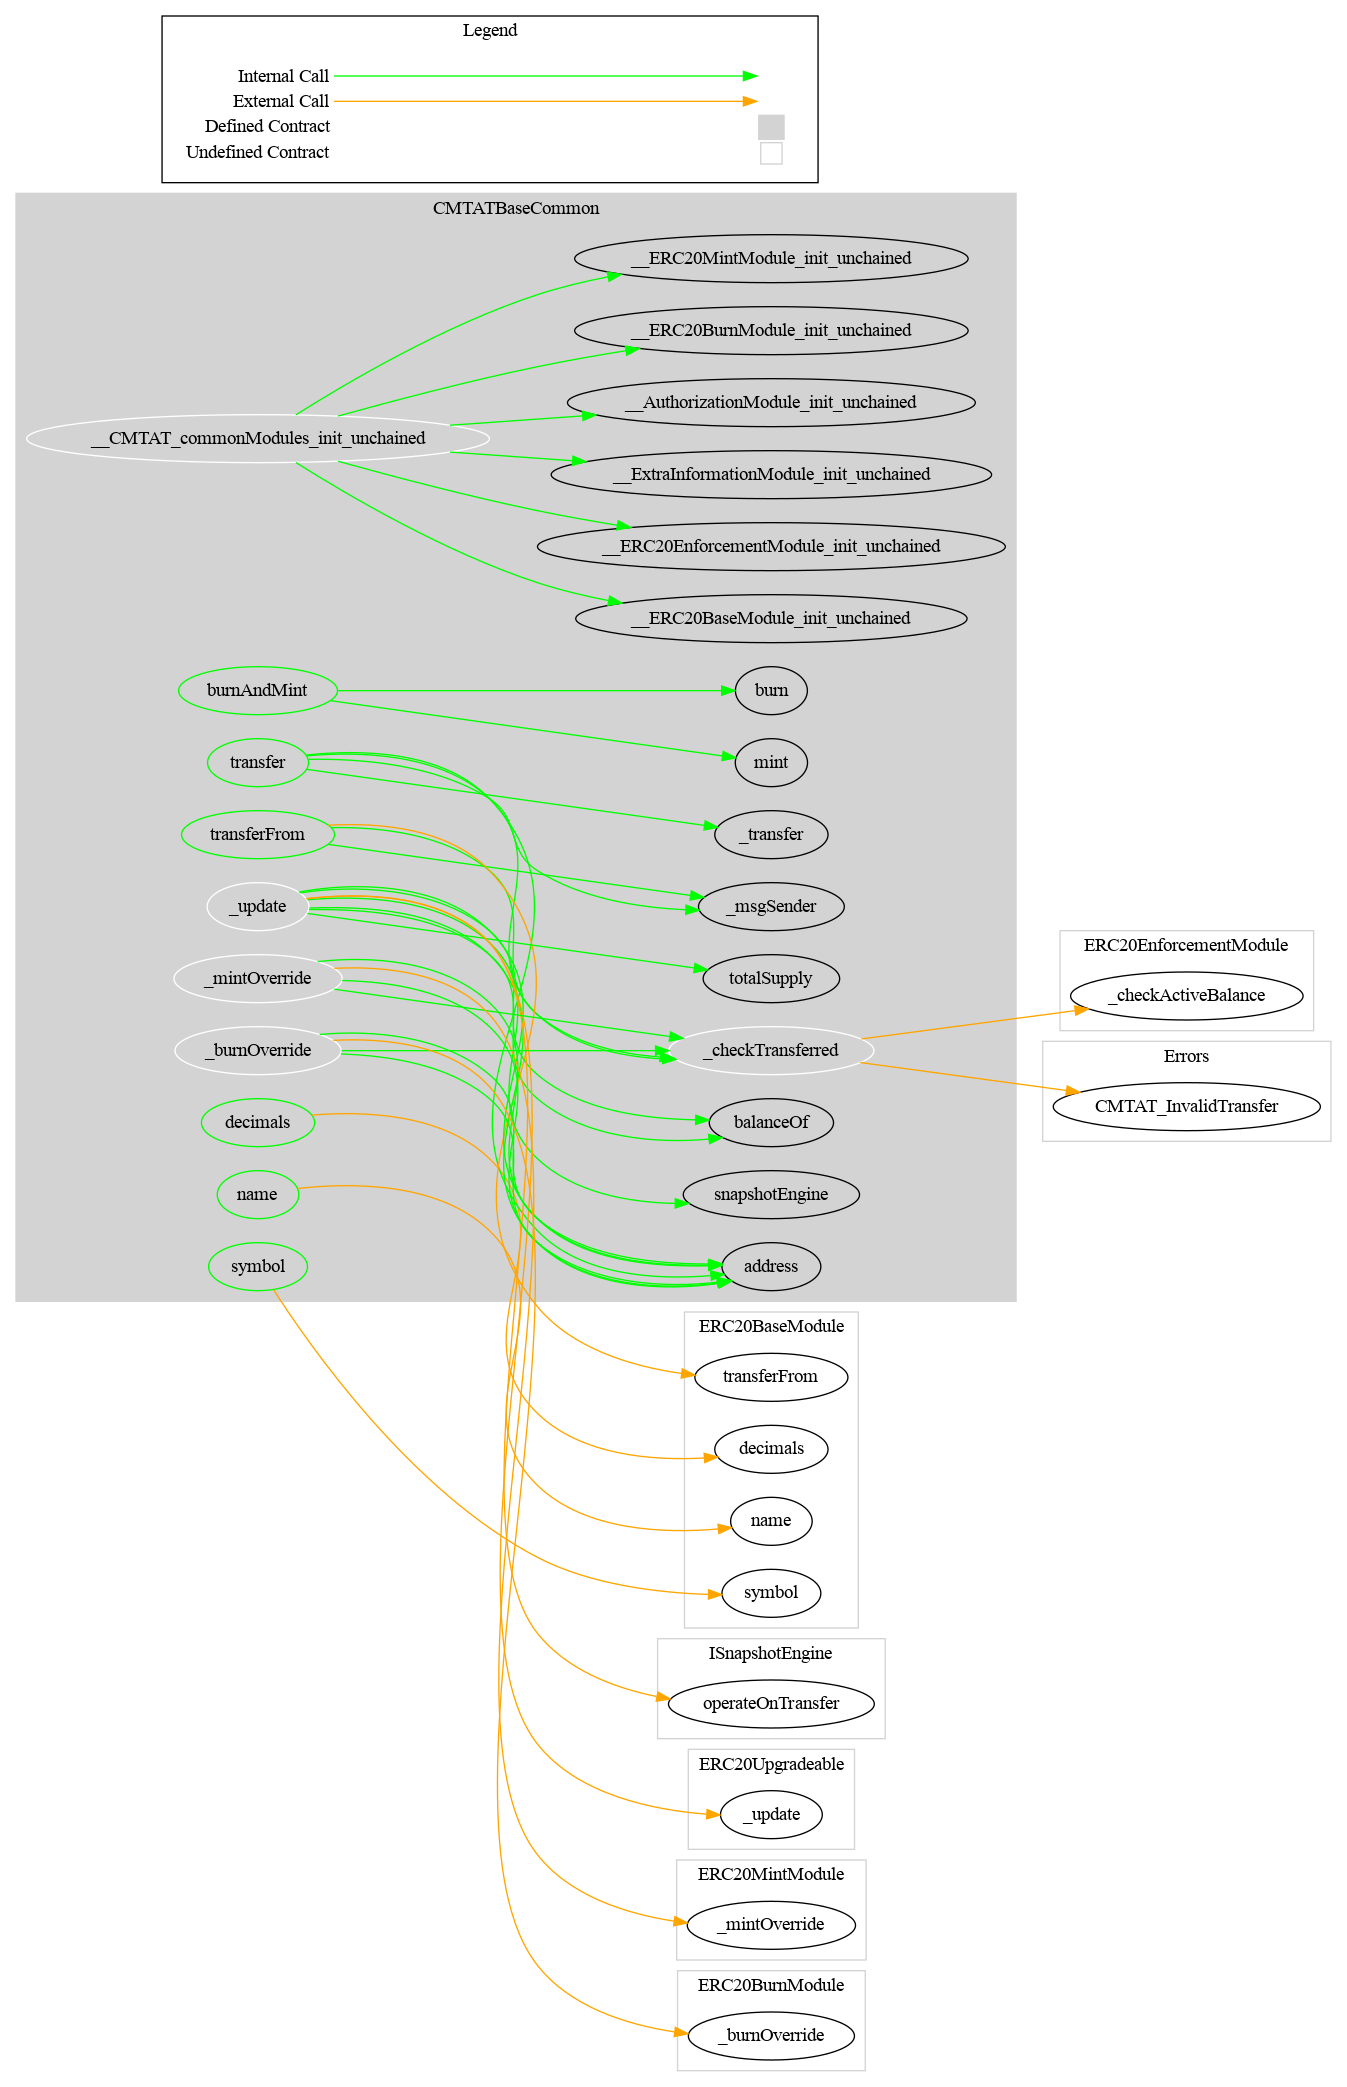 Legend
Internal Call
External Call
Defined Contract
Undefined Contract
CMTATBaseCommon
__ERC20MintModule_init_unchained
__ERC20BurnModule_init_unchained
__AuthorizationModule_init_unchained
__CMTAT_commonModules_init_unchained
__ExtraInformationModule_init_unchained
__ERC20EnforcementModule_init_unchained
__ERC20BaseModule_init_unchained
burnAndMint
burn
transfer
mint
transferFrom
_transfer
_update
_msgSender
_mintOverride
totalSupply
_burnOverride
_checkTransferred
decimals
balanceOf
name
snapshotEngine
symbol
address
ERC20EnforcementModule
_checkActiveBalance
Errors
CMTAT_InvalidTransfer
ERC20BaseModule
transferFrom
decimals
name
symbol
ISnapshotEngine
operateOnTransfer
ERC20Upgradeable
_update
ERC20MintModule
_mintOverride
ERC20BurnModule
_burnOverride